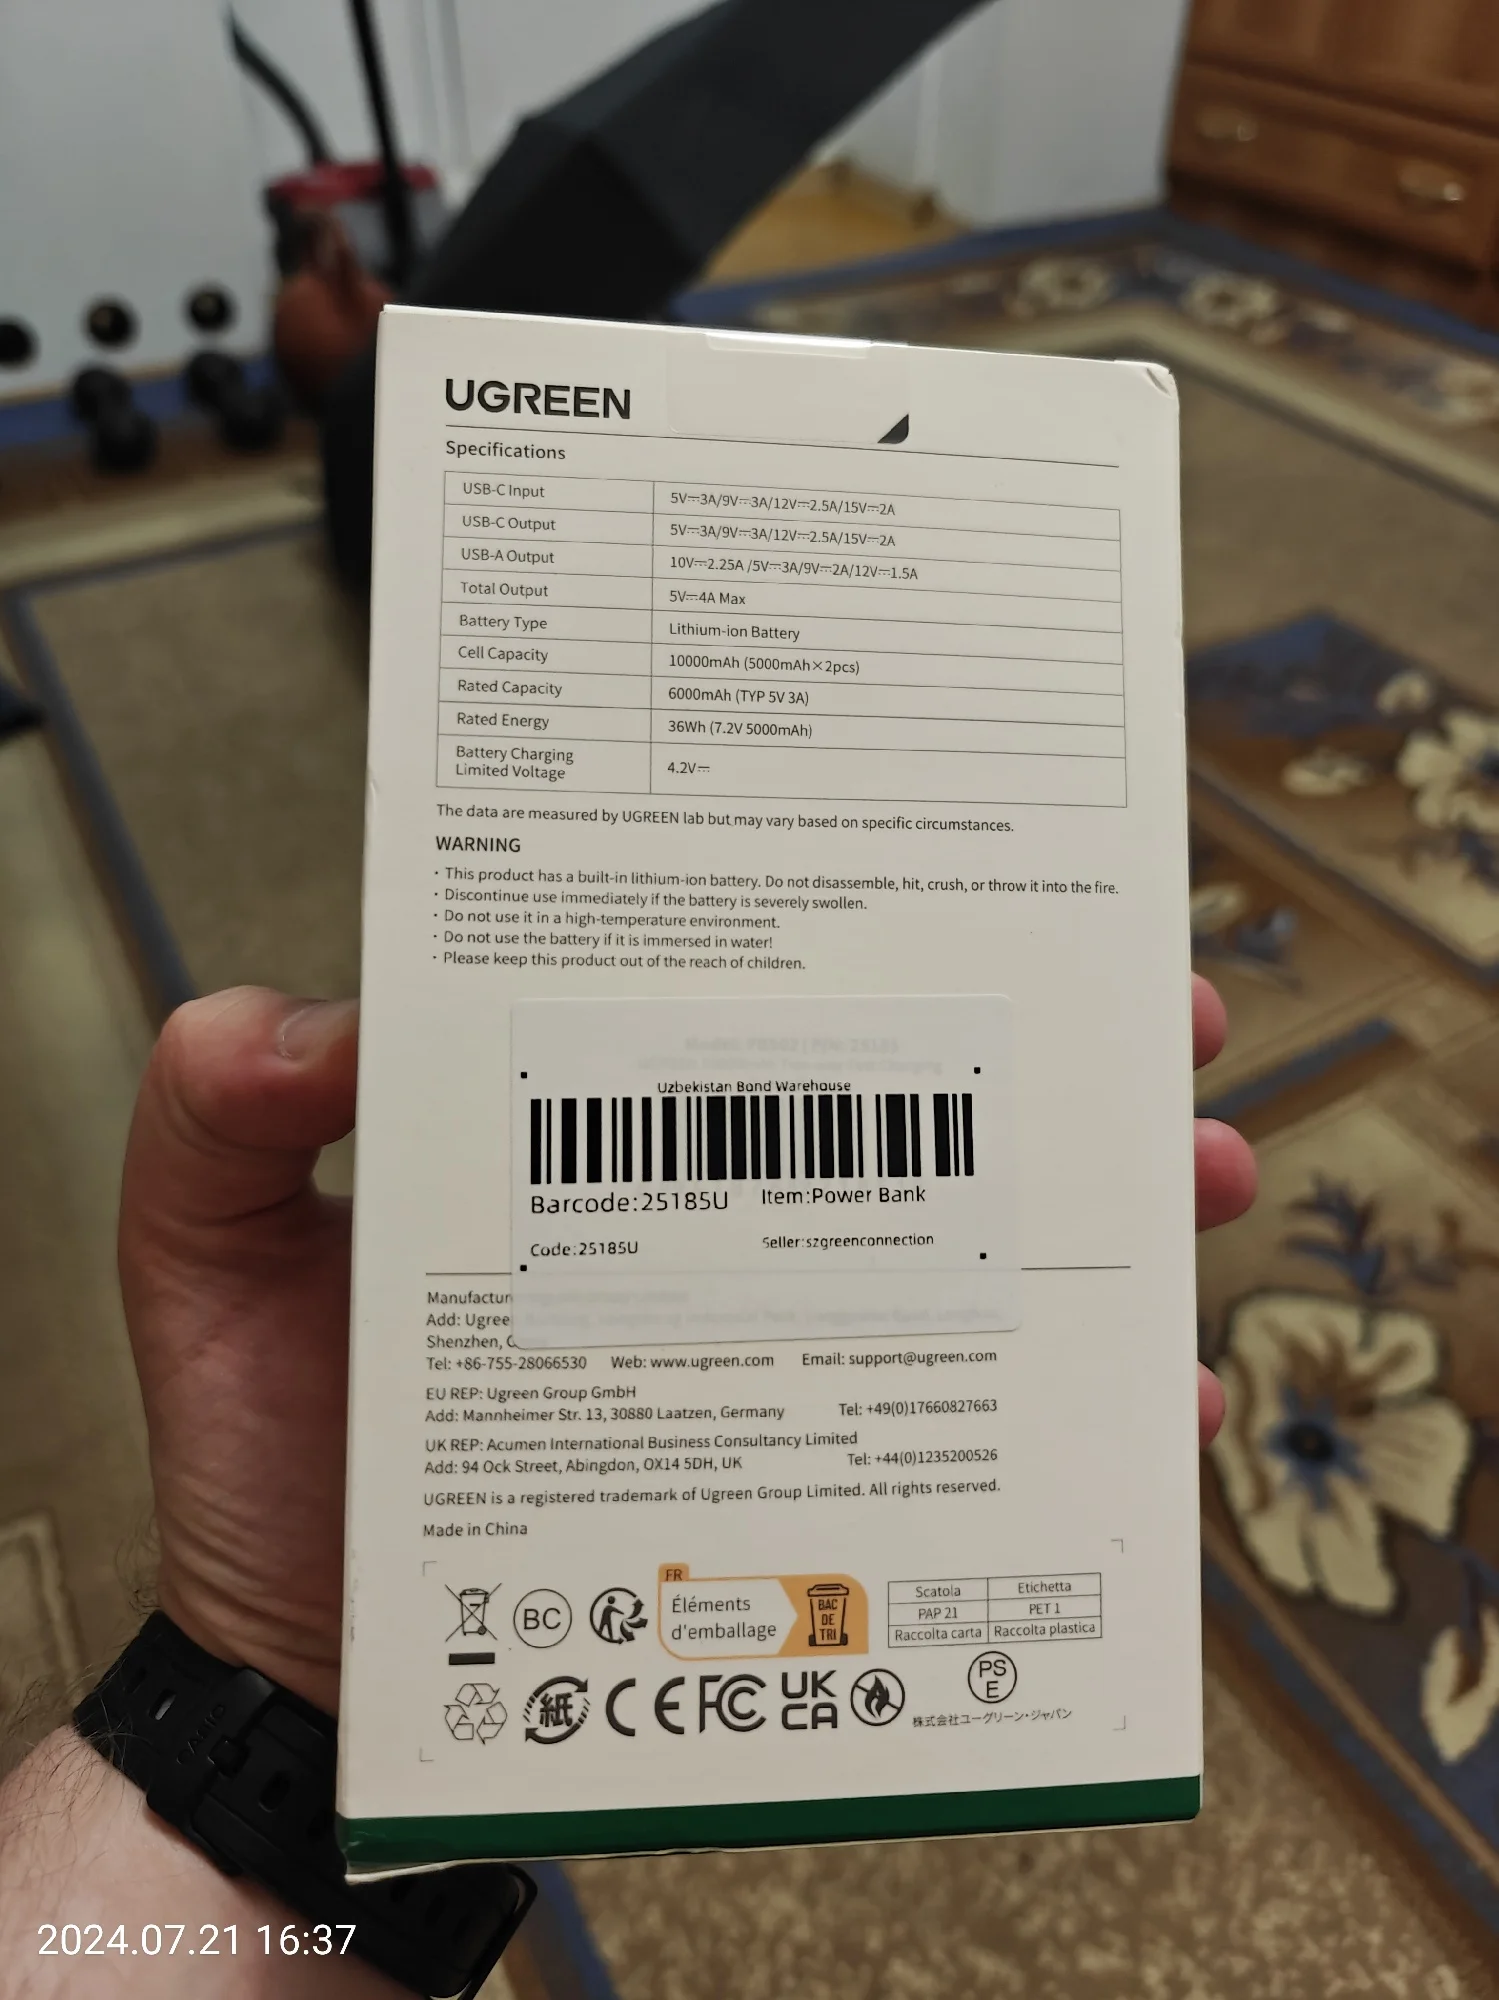 UGREEN
Specifications
USB-C Input 5V⎓3A/9V⎓3A/12V⎓2.5A/15V⎓2A
USB-C Output 5V⎓3A/9V⎓3A/12V⎓2.5A/15V⎓2A
USB-A Output 10V⎓2.25A /5V⎓3A/9V⎓2A/12V⎓1.5A
Total Output 5V⎓4A Max
Battery Type Lithium-ion Battery
Cell Capacity 10000mAh (5000mAh×2pcs)
Rated Capacity 6000mAh (TYP 5V 3A)
Rated Energy 36Wh (7.2V 5000mAh)
Battery Charging
Limited Voltage 4.2V⎓
The data are measured by UGREEN lab but may vary based on specific circumstances.
WARNING
· This product has a built-in lithium-ion battery. Do not disassemble, hit, crush, or throw it into the fire.
· Discontinue use immediately if the battery is severely swollen.
· Do not use it in a high-temperature environment.
· Do not use the battery if it is immersed in water!
· Please keep this product out of the reach of children.
Uzbekistan Bond Warehouse
Barcode:25185U Item:Power Bank
Code:25185U Seller:szgreenconnection
Manufactur
Add: Ugree
Shenzhen,
Tel: +86-755-28066530 Web: www.ugreen.com Email: support@ugreen.com
EU REP: Ugreen Group GmbH
Add: Mannheimer Str. 13, 30880 Laatzen, Germany Tel: +49(0)17660827663
UK REP: Acumen International Business Consultancy Limited
Add: 94 Ock Street, Abingdon, OX14 5DH, UK Tel: +44(0)1235200526
UGREEN is a registered trademark of Ugreen Group Limited. All rights reserved.
Made in China
BC
FR
Éléments
d'emballage
BAC
DE
TRI
Scatola Etichetta
PAP 21 PET 1
Raccolta carta Raccolta plastica
紙 CE FC UK
CA
PS
E
株式会社ユーグリーン・ジャパン
CASIO
2024.07.21 16:37